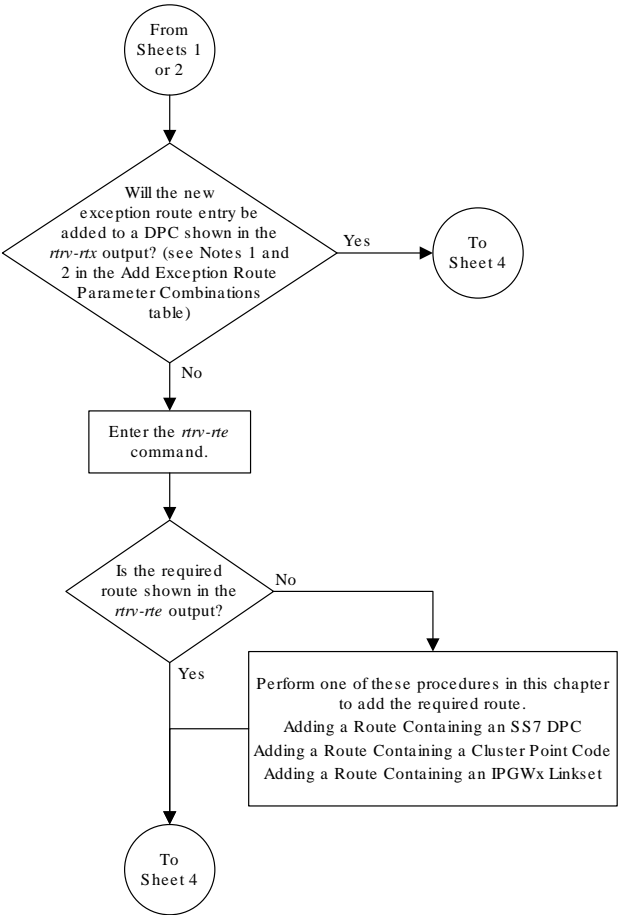 From
Sheets 1
or 2
Will the new
exception route entry be
added to a DPC shown in the
rtrv-rtx output? (see Notes 1 and
2 in the Add Exception Route
Parameter Combinations
table)
Yes
To
Sheet 4
No
Enter the rtrv-rte
command.
Is the required
route shown in the
rtrv-rte output?
No
Yes
Perform one of these procedures in this chapter
to add the required route.
Adding a Route Containing an SS7 DPC
Adding a Route Containing a Cluster Point Code
Adding a Route Containing an IPGWx Linkset
To
Sheet 4